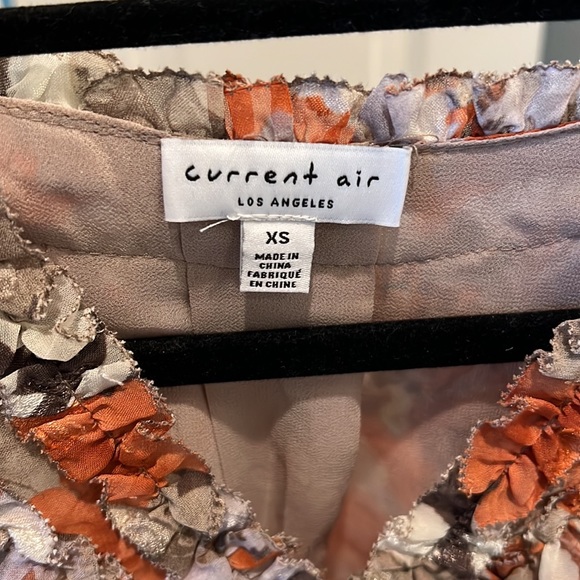 current air
LOS ANGELES
XS
MADE IN
CHINA
FABRIQUÉ
EN CHINE